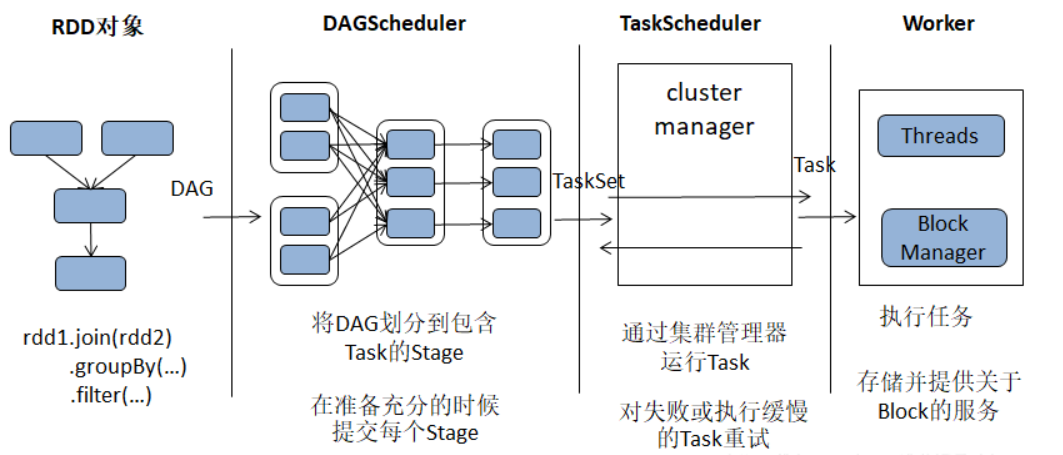 RDD对象
DAGScheduler
TaskScheduler
Worker
DAG
rdd1.join(rdd2)
.groupBy(...)
.filter(...)
将DAG划分到包含
Task的Stage
在准备充分的时候
提交每个Stage
TaskSet
cluster
manager
通过集群管理器
运行Task
对失败或执行缓慢
的Task重试
Task
Threads
Block
Manager
执行任务
存储并提供关于
Block的服务